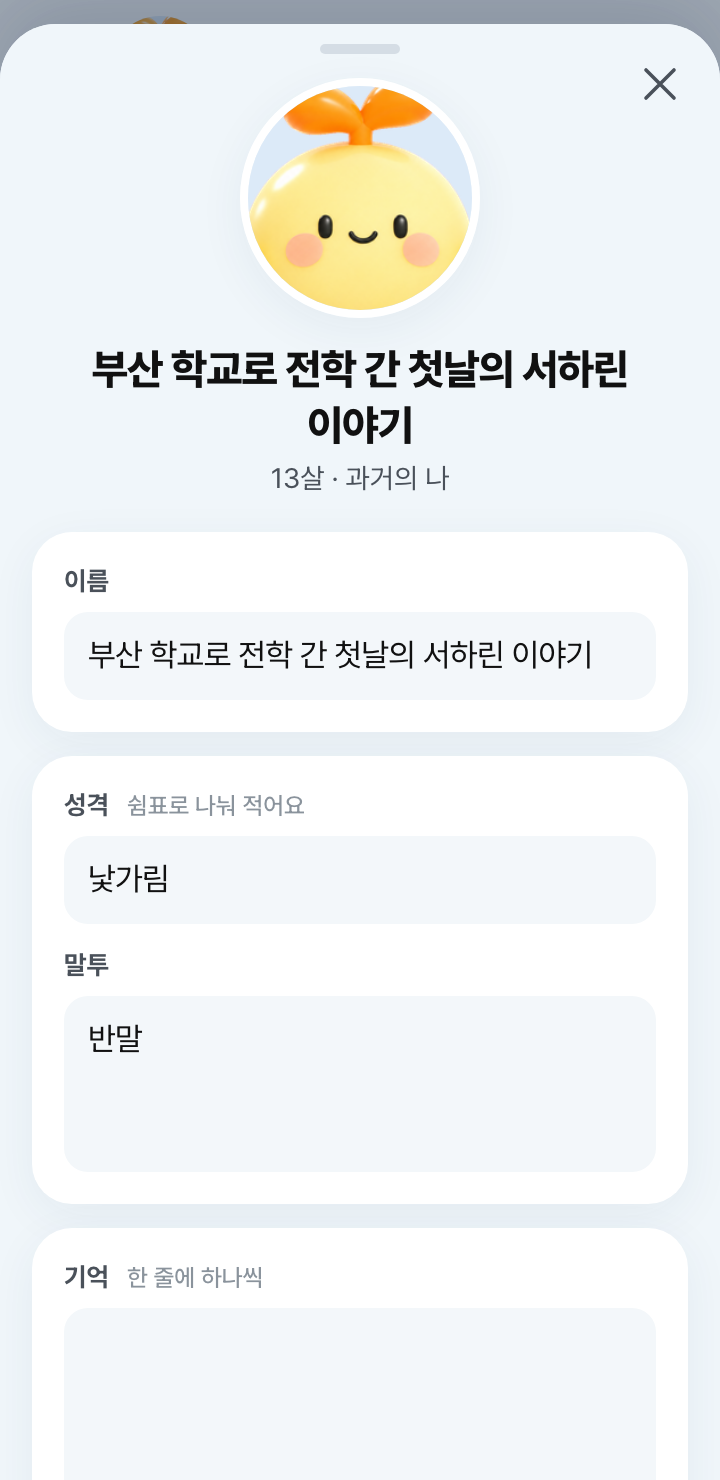 부산 학교로 전학 간 첫날의 서하린
이야기
13살 · 과거의 나
이름
부산 학교로 전학 간 첫날의 서하린 이야기
성격 쉼표로 나눠 적어요
낯가림
말투
반말
기억 한 줄에 하나씩